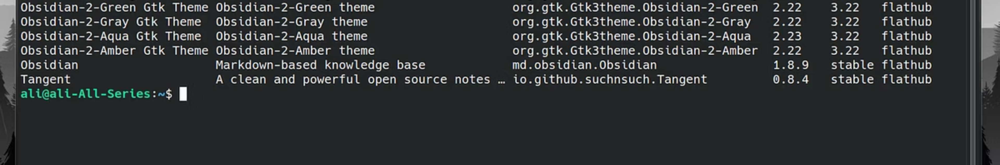 Obsidian-2-Green Gtk Theme Obsidian-2-Green theme org.gtk.Gtk3theme.Obsidian-2-Green 2.22 3.22 flathub
Obsidian-2-Gray Gtk Theme Obsidian-2-Gray theme org.gtk.Gtk3theme.Obsidian-2-Gray 2.22 3.22 flathub
Obsidian-2-Aqua Gtk Theme Obsidian-2-Aqua theme org.gtk.Gtk3theme.Obsidian-2-Aqua 2.23 3.22 flathub
Obsidian-2-Amber Gtk Theme Obsidian-2-Amber theme org.gtk.Gtk3theme.Obsidian-2-Amber 2.22 3.22 flathub
Obsidian Markdown-based knowledge base md.obsidian.Obsidian 1.8.9 stable flathub
Tangent A clean and powerful open source notes … io.github.suchnsuch.Tangent 0.8.4 stable flathub
ali@ali-All-Series:~$